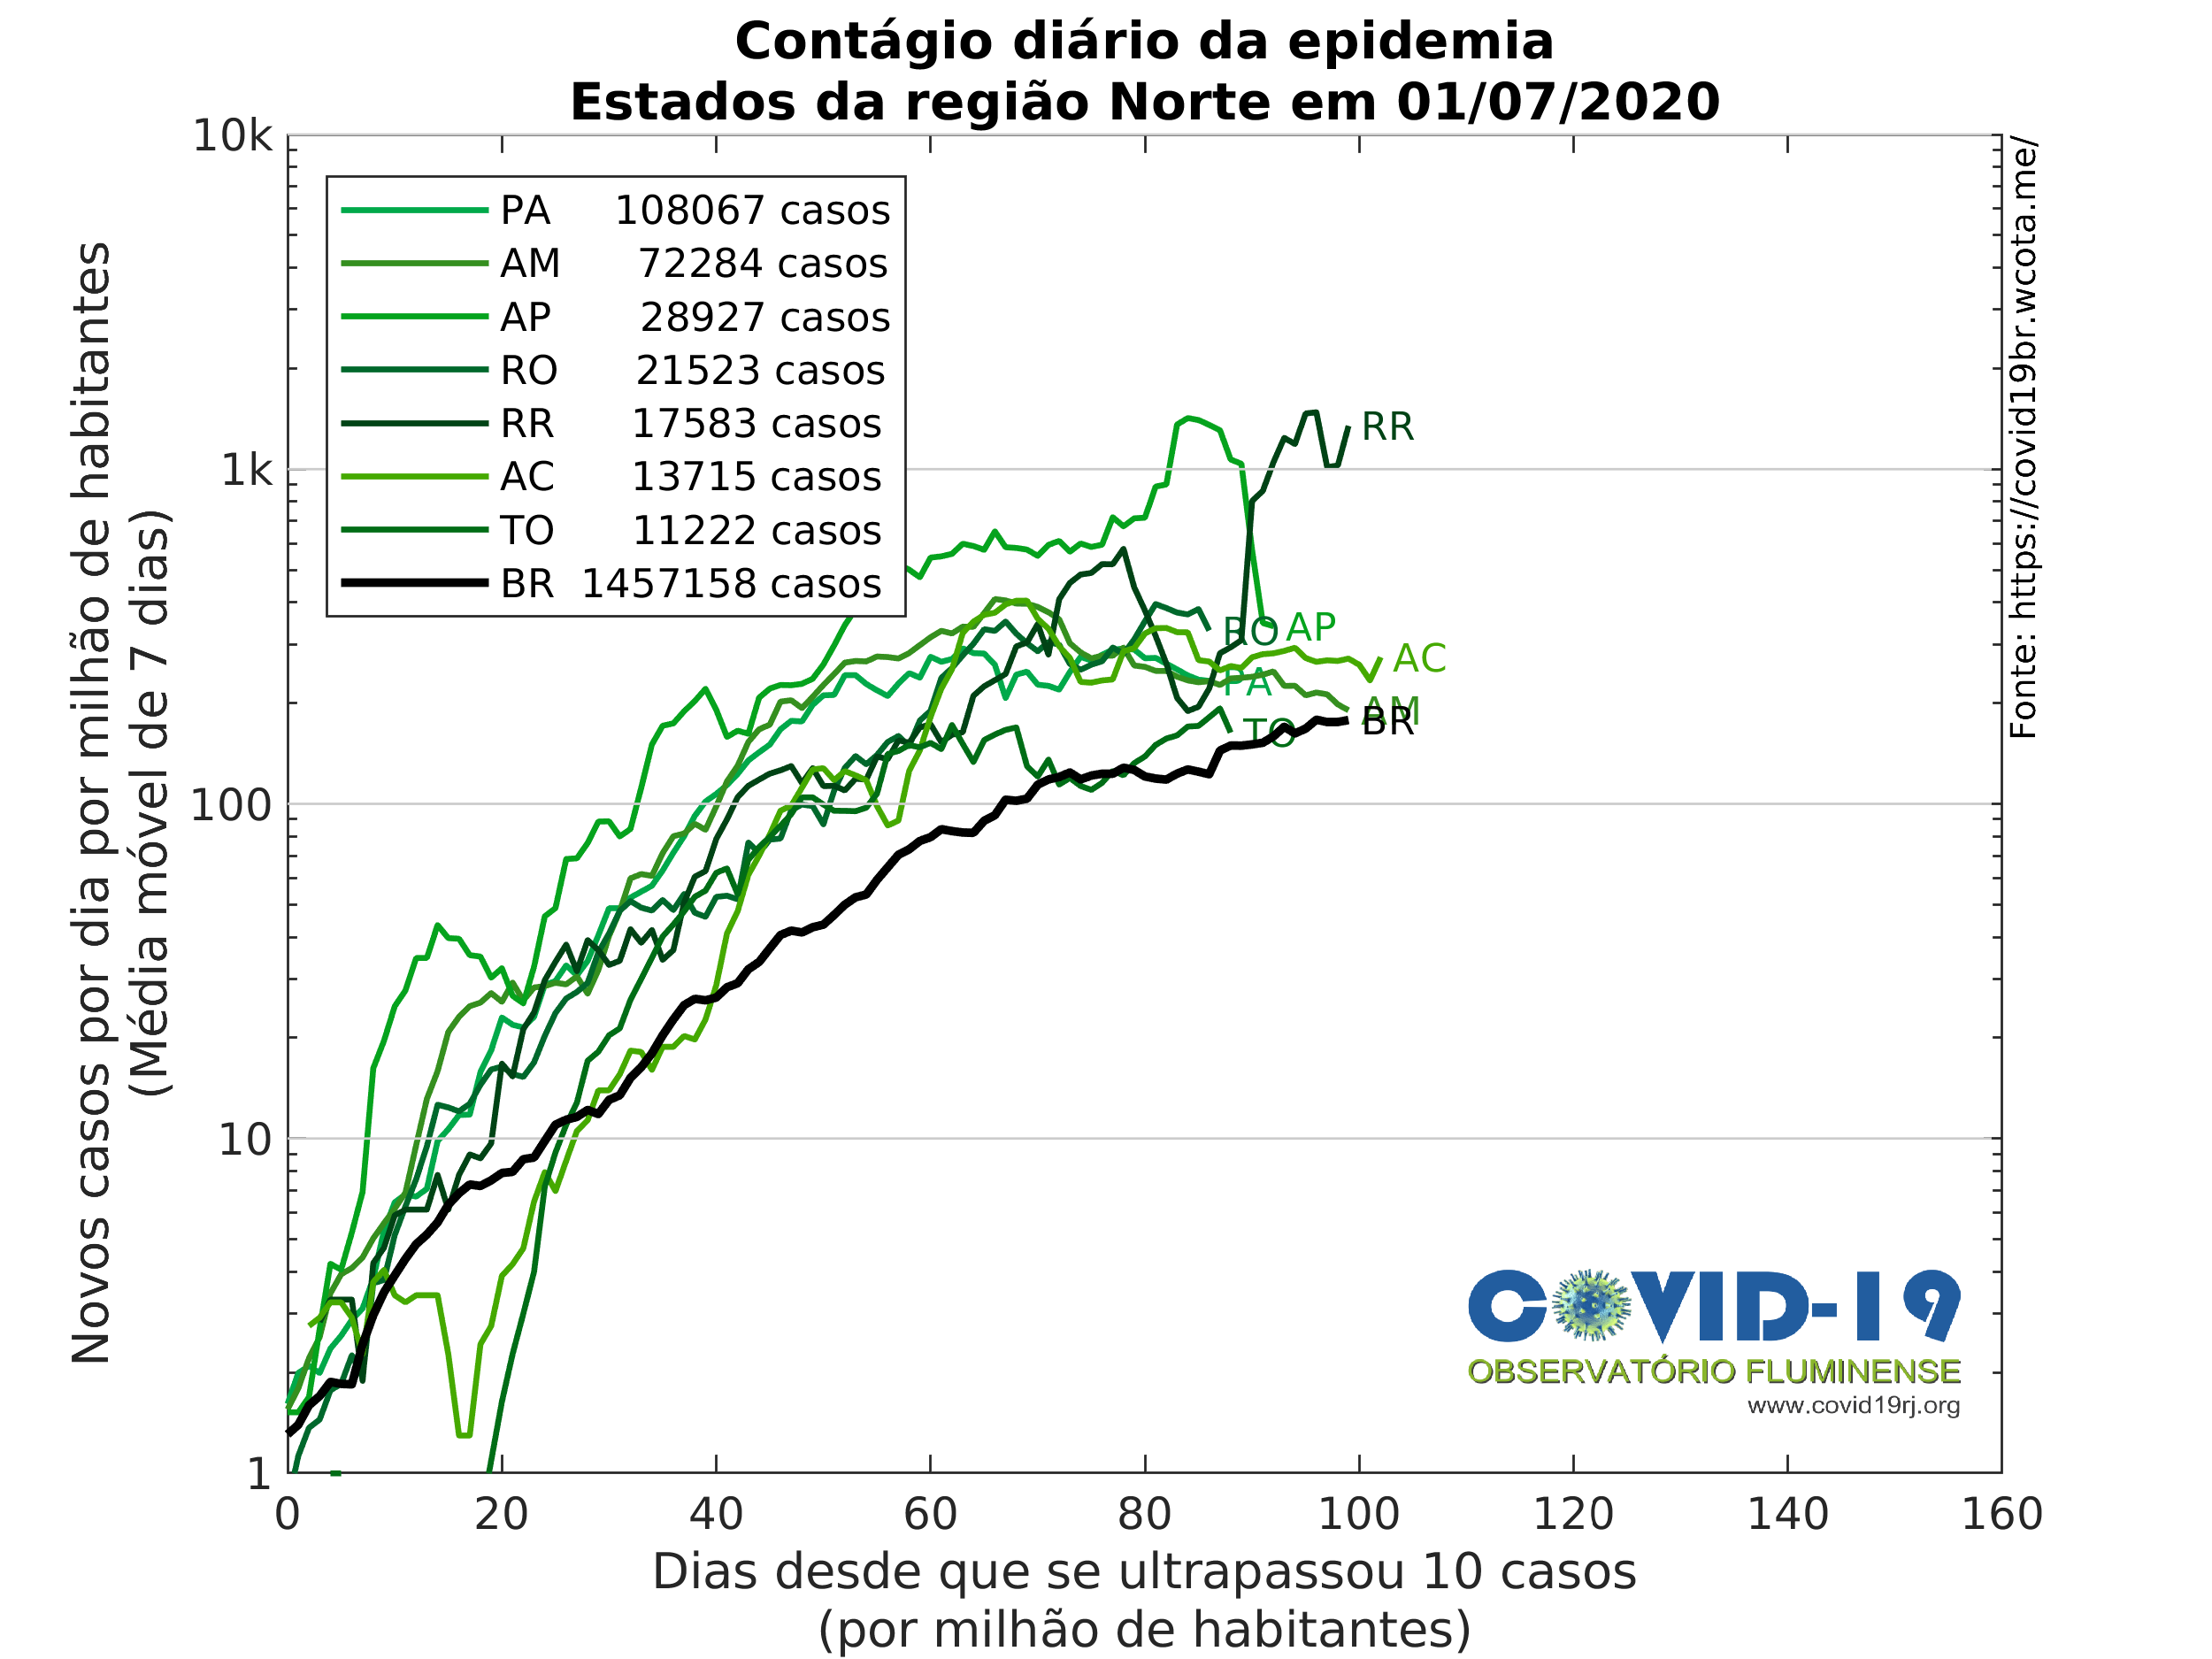 Contágio diário da epidemia
Estados da região Norte em 01/07/2020
Novos casos por dia por milhão de habitantes
(Média móvel de 7 dias)
10k
1k
100
10
1
PA 108067 casos
AM 72284 casos
AP 28927 casos
RO 21523 casos
RR 17583 casos
AC 13715 casos
TO 11222 casos
BR 1457158 casos
RR
RO
AP
AC
PA
AM
BR
TO
Fonte: https://covid19br.wcota.me/
COVID-19
OBSERVATÓRIO FLUMINENSE
www.covid19rj.org
0 20 40 60 80 100 120 140 160
Dias desde que se ultrapassou 10 casos
(por milhão de habitantes)